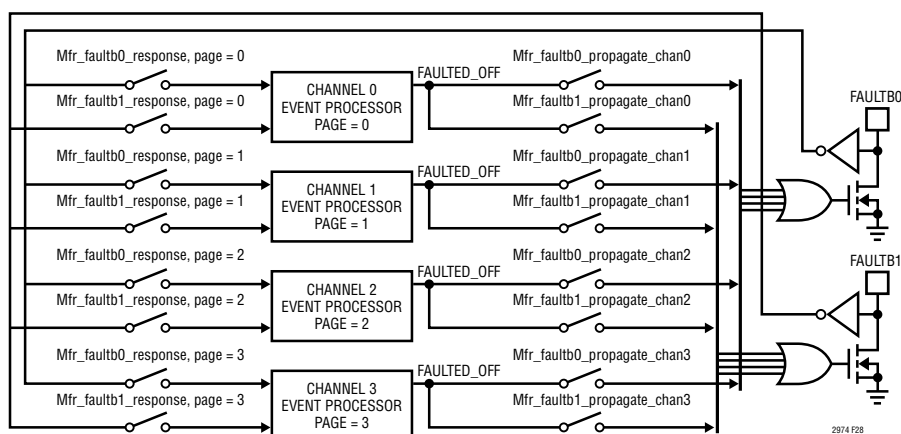 Mfr_faultb0_response, page = 0
Mfr_faultb1_response, page = 0
CHANNEL 0
EVENT PROCESSOR
PAGE = 0
FAULTED_OFF
Mfr_faultb0_propagate_chan0
Mfr_faultb1_propagate_chan0
Mfr_faultb0_response, page = 1
Mfr_faultb1_response, page = 1
CHANNEL 1
EVENT PROCESSOR
PAGE = 1
FAULTED_OFF
Mfr_faultb0_propagate_chan1
Mfr_faultb1_propagate_chan1
Mfr_faultb0_response, page = 2
Mfr_faultb1_response, page = 2
CHANNEL 2
EVENT PROCESSOR
PAGE = 2
FAULTED_OFF
Mfr_faultb0_propagate_chan2
Mfr_faultb1_propagate_chan2
Mfr_faultb0_response, page = 3
Mfr_faultb1_response, page = 3
CHANNEL 3
EVENT PROCESSOR
PAGE = 3
FAULTED_OFF
Mfr_faultb0_propagate_chan3
Mfr_faultb1_propagate_chan3
FAULTB0
FAULTB1
2974 F28